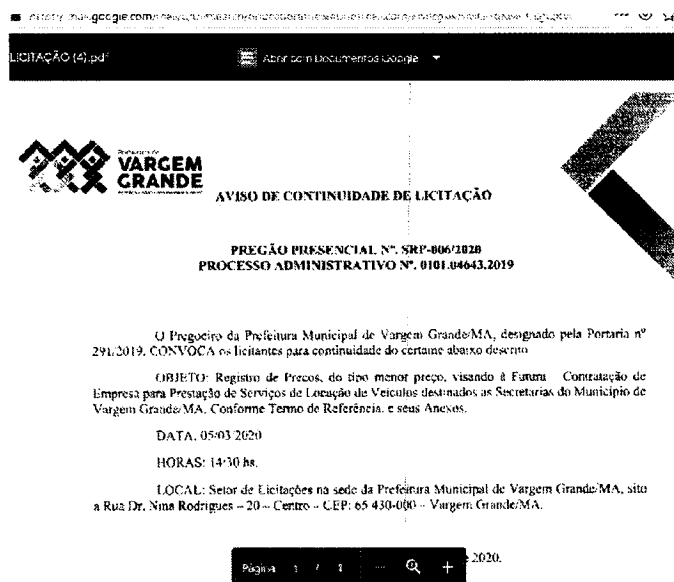 LICITAÇÃO (4).pdf
Abrir com Documentos Google
VARGEM
GRANDE
AVISO DE CONTINUIDADE DE LICITAÇÃO
PREGÃO PRESENCIAL Nº. SRP-006/2020
PROCESSO ADMINISTRATIVO Nº. 0101.04643.2019
O Pregoeiro da Prefeitura Municipal de Vargem Grande/MA, designado pela Portaria nº
291/2019, CONVOCA os licitantes para continuidade do certame abaixo descrito
OBJETO: Registro de Preços, do tipo menor preço, visando à Futura Contratação de
Empresa para Prestação de Serviços de Locação de Veículos destinados as Secretarias do Município de
Vargem Grande/MA. Conforme Termo de Referência. e seus Anexos.
DATA. 05/03/2020
HORAS: 14:30 hs.
LOCAL: Setor de Licitações na sede da Prefeitura Municipal de Vargem Grande/MA, sito
a Rua Dr. Nina Rodrigues – 20 – Centro – CEP: 65 430-000 – Vargem Grande/MA.
2020.
Página 1 /